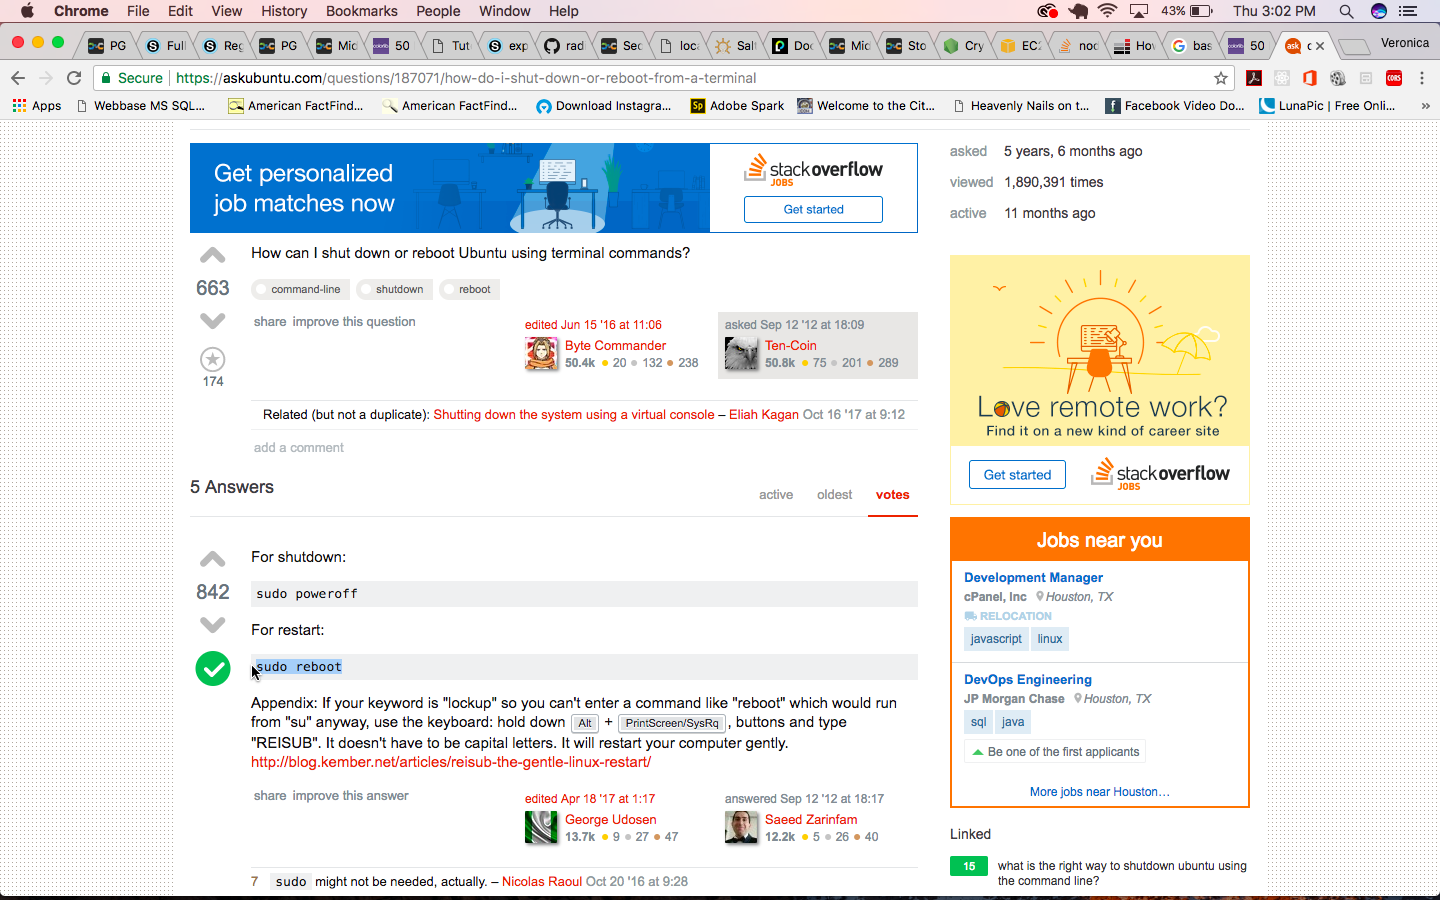 Chrome File Edit View History Bookmarks People Window Help 43% Thu 3:02 PM
PG Full Reg PG Mic 50 Tut exp rad Sec loca Salt Doc Mic Sto Cry EC2 nod Hov bas 50 Veronica
Secure https://askubuntu.com/questions/187071/how-do-i-shut-down-or-reboot-from-a-terminal
Apps Webbase MS SQL... American FactFind... American FactFind... Download Instagra... Adobe Spark Welcome to the Cit... Heavenly Nails on t... Facebook Video Do... LunaPic | Free Onli... »
Get personalized
job matches now
stackoverflow
JOBS
Get started
How can I shut down or reboot Ubuntu using terminal commands?
663
command-line shutdown reboot
share improve this question
174
edited Jun 15 '16 at 11:06
Byte Commander
50.4k 20 132 238
asked Sep 12 '12 at 18:09
Ten-Coin
50.8k 75 201 289
Related (but not a duplicate): Shutting down the system using a virtual console – Eliah Kagan Oct 16 '17 at 9:12
add a comment
5 Answers
active oldest votes
842
For shutdown:
sudo poweroff
For restart:
sudo reboot
Appendix: If your keyword is "lockup" so you can't enter a command like "reboot" which would run
from "su" anyway, use the keyboard: hold down Alt + PrintScreen/SysRq , buttons and type
"REISUB". It doesn't have to be capital letters. It will restart your computer gently.
http://blog.kember.net/articles/reisub-the-gentle-linux-restart/
share improve this answer
edited Apr 18 '17 at 1:17
George Udosen
13.7k 9 27 47
answered Sep 12 '12 at 18:17
Saeed Zarinfam
12.2k 5 26 40
7 sudo might not be needed, actually. – Nicolas Raoul Oct 20 '16 at 9:28
asked 5 years, 6 months ago
viewed 1,890,391 times
active 11 months ago
Love remote work?
Find it on a new kind of career site
Get started
stackoverflow
JOBS
Jobs near you
Development Manager
cPanel, Inc Houston, TX
RELOCATION
javascript linux
DevOps Engineering
JP Morgan Chase Houston, TX
sql java
Be one of the first applicants
More jobs near Houston...
Linked
15 what is the right way to shutdown ubuntu using
the command line?